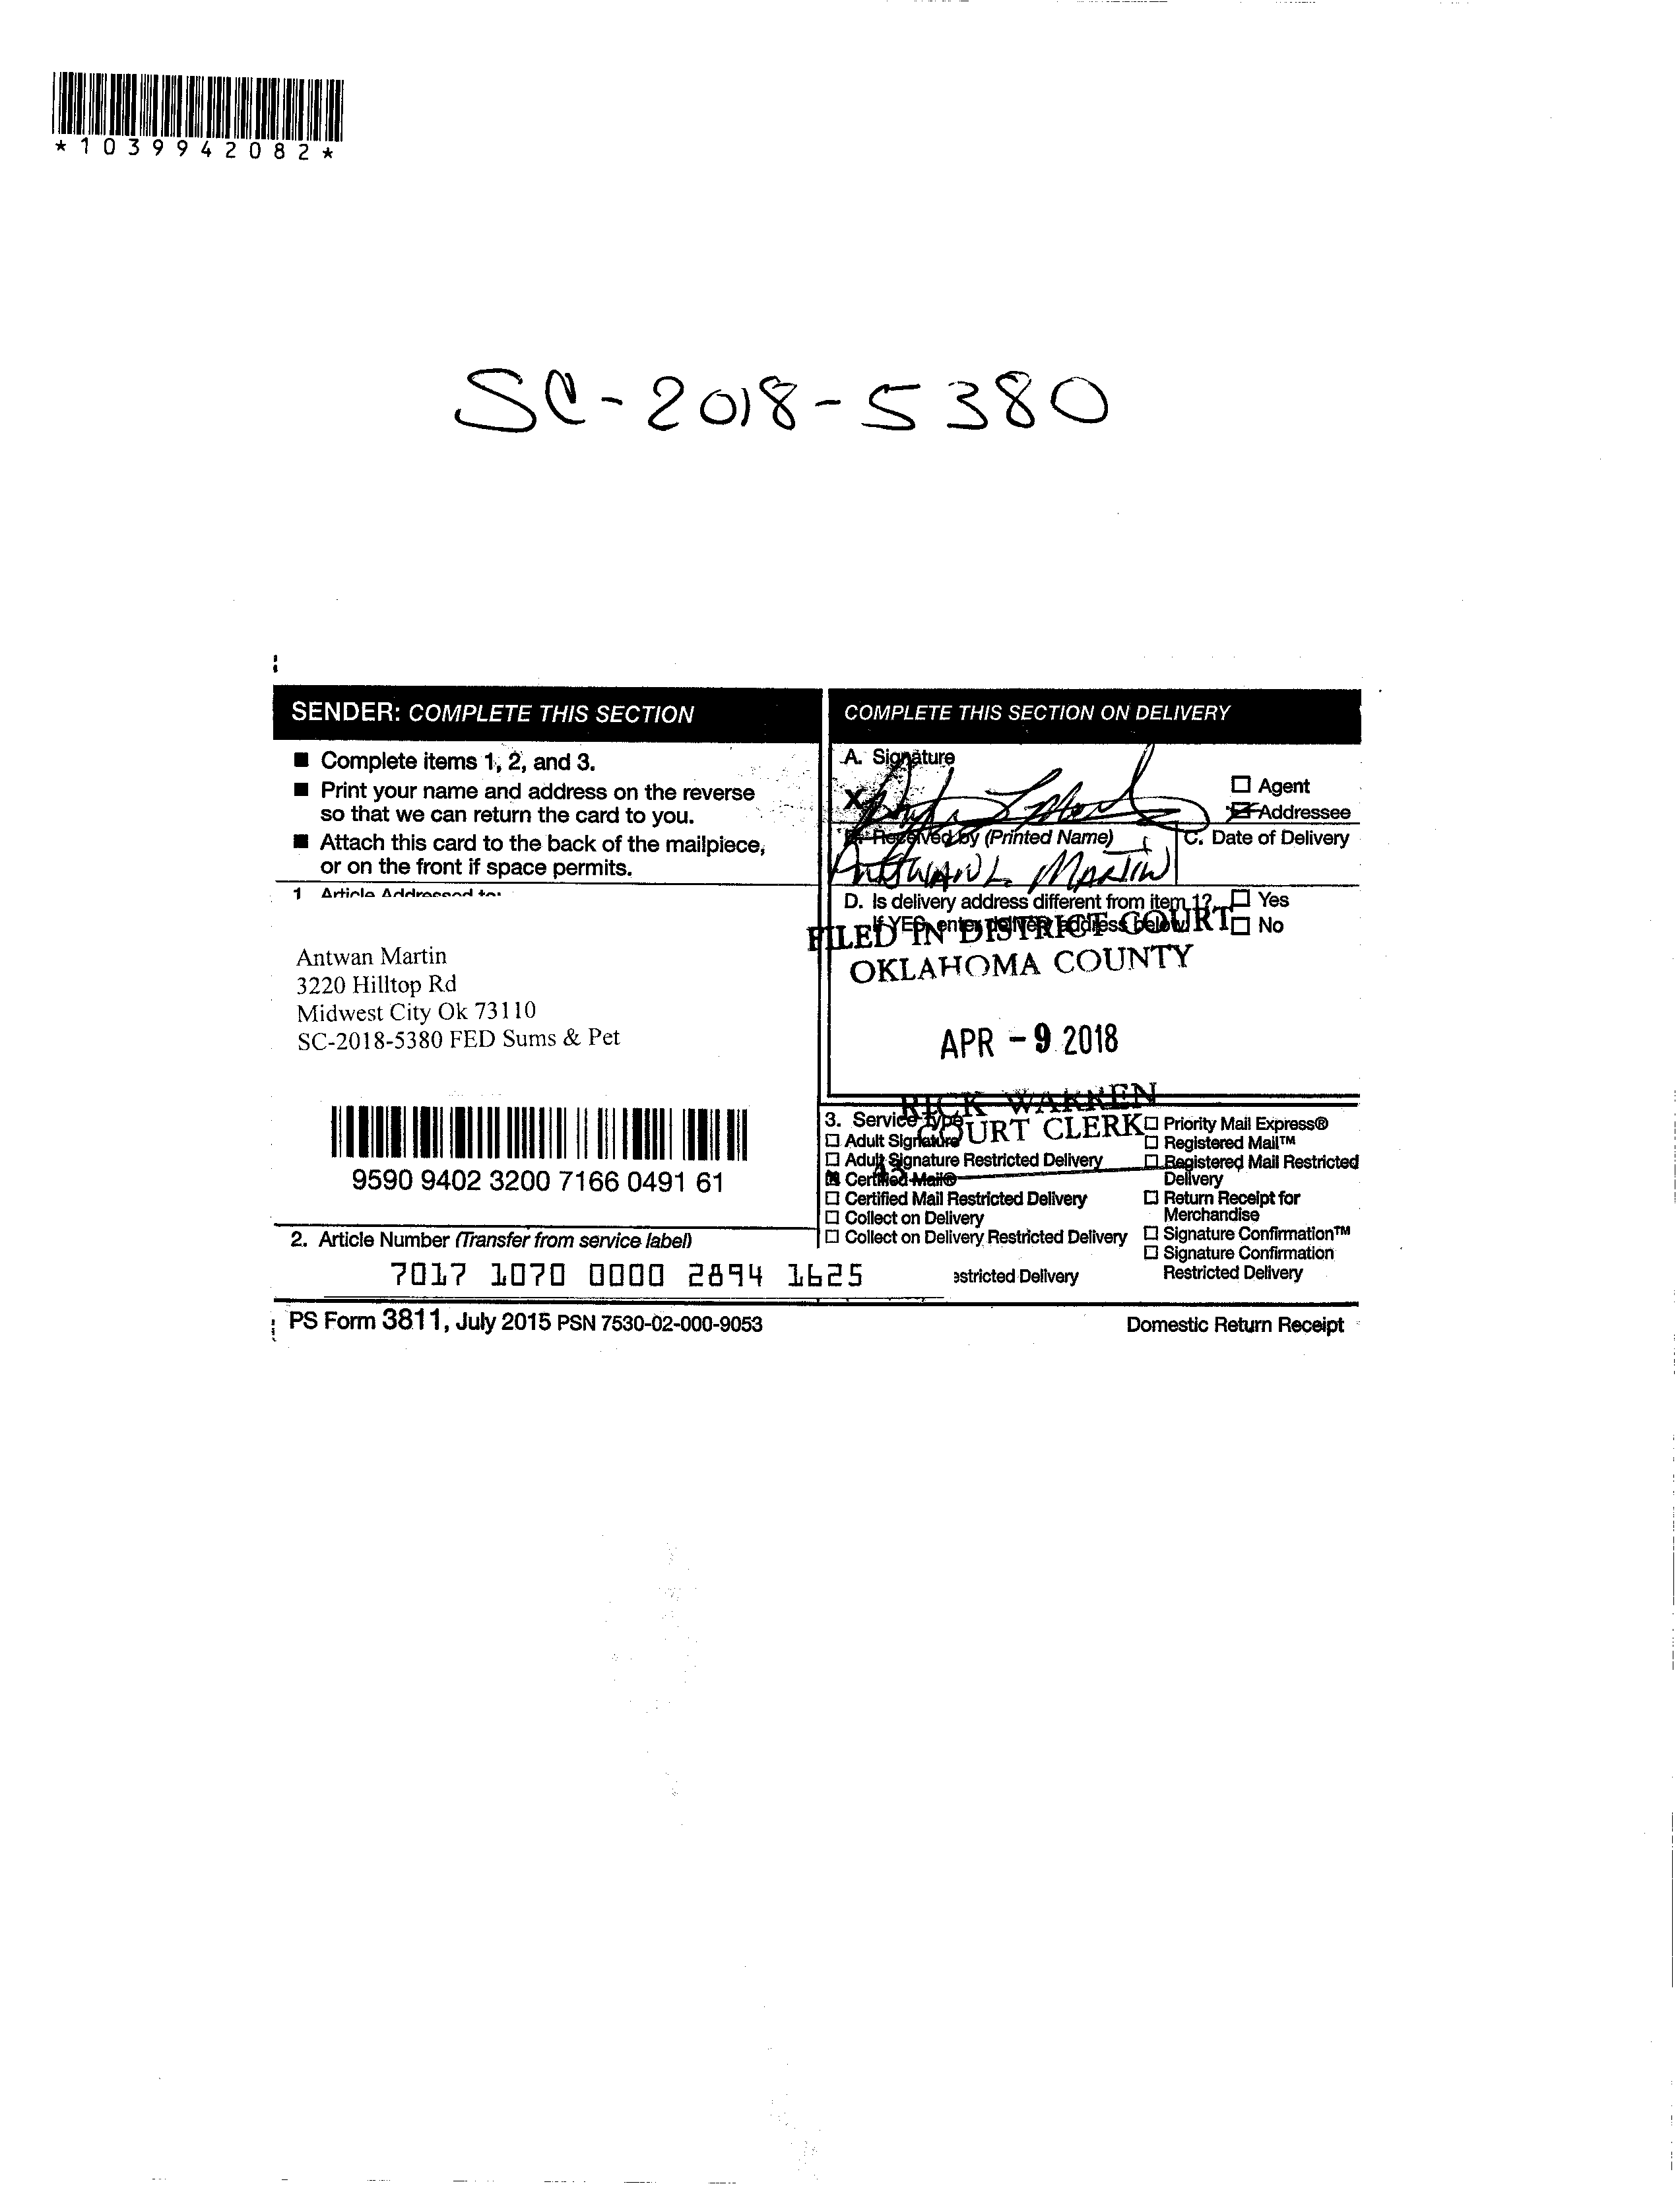 *1039942082*
SC-2018-5380
SENDER: COMPLETE THIS SECTION
■ Complete items 1, 2, and 3.
■ Print your name and address on the reverse
so that we can return the card to you.
■ Attach this card to the back of the mailpiece,
or on the front if space permits.
1 Article Addressed to:
Antwan Martin
3220 Hilltop Rd
Midwest City Ok 73110
SC-2018-5380 FED Sums & Pet
9590 9402 3200 7166 0491 61
2. Article Number (Transfer from service label)
7017 1070 0000 2894 1625
COMPLETE THIS SECTION ON DELIVERY
A. Signature
X
☐ Agent
☒ Addressee
B. Received by (Printed Name)
C. Date of Delivery
Antwan L. Martin
D. Is delivery address different from item 1? ☐ Yes
If YES, enter delivery address below: ☐ No
FILED IN DISTRICT COURT
OKLAHOMA COUNTY
APR - 9 2018
RICK WARREN
COURT CLERK
43
3. Service Type
☐ Adult Signature
☐ Adult Signature Restricted Delivery
☒ Certified Mail®
☐ Certified Mail Restricted Delivery
☐ Collect on Delivery
☐ Collect on Delivery Restricted Delivery
estricted Delivery
☐ Priority Mail Express®
☐ Registered Mail™
☐ Registered Mail Restricted
Delivery
☐ Return Receipt for
Merchandise
☐ Signature Confirmation™
☐ Signature Confirmation
Restricted Delivery
PS Form 3811, July 2015 PSN 7530-02-000-9053
Domestic Return Receipt